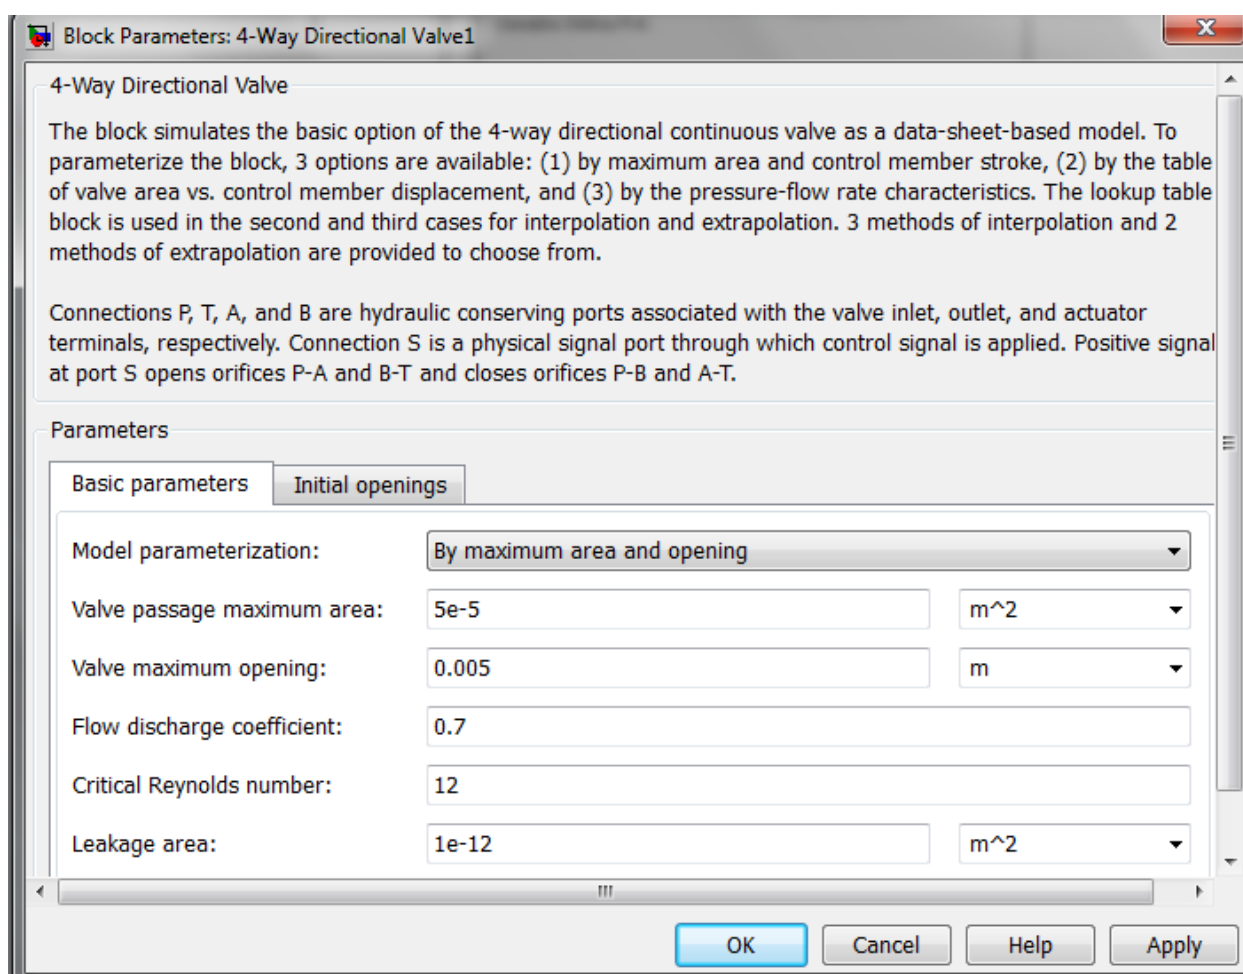 Block Parameters: 4-Way Directional Valve1
X
4-Way Directional Valve
The block simulates the basic option of the 4-way directional continuous valve as a data-sheet-based model. To
parameterize the block, 3 options are available: (1) by maximum area and control member stroke, (2) by the table
of valve area vs. control member displacement, and (3) by the pressure-flow rate characteristics. The lookup table
block is used in the second and third cases for interpolation and extrapolation. 3 methods of interpolation and 2
methods of extrapolation are provided to choose from.
Connections P, T, A, and B are hydraulic conserving ports associated with the valve inlet, outlet, and actuator
terminals, respectively. Connection S is a physical signal port through which control signal is applied. Positive signal
at port S opens orifices P-A and B-T and closes orifices P-B and A-T.
Parameters
Basic parameters Initial openings
Model parameterization: By maximum area and opening
Valve passage maximum area: 5e-5 m^2
Valve maximum opening: 0.005 m
Flow discharge coefficient: 0.7
Critical Reynolds number: 12
Leakage area: 1e-12 m^2
OK Cancel Help Apply